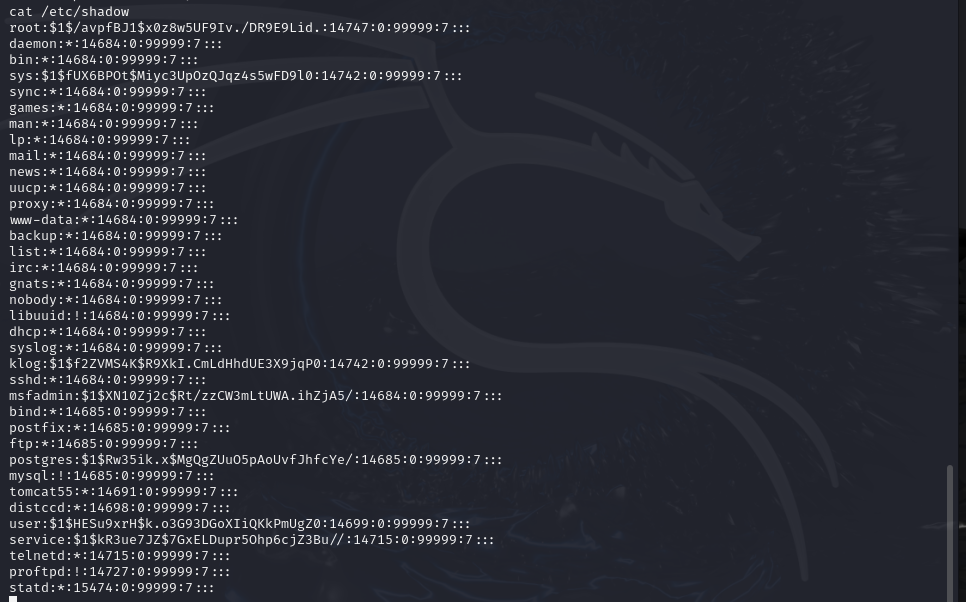 cat /etc/shadow
root:$1$/avpfBJ1$x0z8w5UF9Iv./DR9E9Lid.:14747:0:99999:7:::
daemon:*:14684:0:99999:7:::
bin:*:14684:0:99999:7:::
sys:$1$fUX6BPOt$Miyc3UpOzQJqz4s5wFD9l0:14742:0:99999:7:::
sync:*:14684:0:99999:7:::
games:*:14684:0:99999:7:::
man:*:14684:0:99999:7:::
lp:*:14684:0:99999:7:::
mail:*:14684:0:99999:7:::
news:*:14684:0:99999:7:::
uucp:*:14684:0:99999:7:::
proxy:*:14684:0:99999:7:::
www-data:*:14684:0:99999:7:::
backup:*:14684:0:99999:7:::
list:*:14684:0:99999:7:::
irc:*:14684:0:99999:7:::
gnats:*:14684:0:99999:7:::
nobody:*:14684:0:99999:7:::
libuuid:!:14684:0:99999:7:::
dhcp:*:14684:0:99999:7:::
syslog:*:14684:0:99999:7:::
klog:$1$f2ZVMS4K$R9XkI.CmLdHhdUE3X9jqP0:14742:0:99999:7:::
sshd:*:14684:0:99999:7:::
msfadmin:$1$XN10Zj2c$Rt/zzCW3mLtUWA.ihZjA5/:14684:0:99999:7:::
bind:*:14685:0:99999:7:::
postfix:*:14685:0:99999:7:::
ftp:*:14685:0:99999:7:::
postgres:$1$Rw35ik.x$MgQgZUuO5pAoUvfJhfcYe/:14685:0:99999:7:::
mysql:!:14685:0:99999:7:::
tomcat55:*:14691:0:99999:7:::
distccd:*:14698:0:99999:7:::
user:$1$HESu9xrH$k.o3G93DGoXIiQKkPmUgZ0:14699:0:99999:7:::
service:$1$kR3ue7JZ$7GxELDupr5Ohp6cjZ3Bu//:14715:0:99999:7:::
telnetd:*:14715:0:99999:7:::
proftpd:!:14727:0:99999:7:::
statd:*:15474:0:99999:7:::